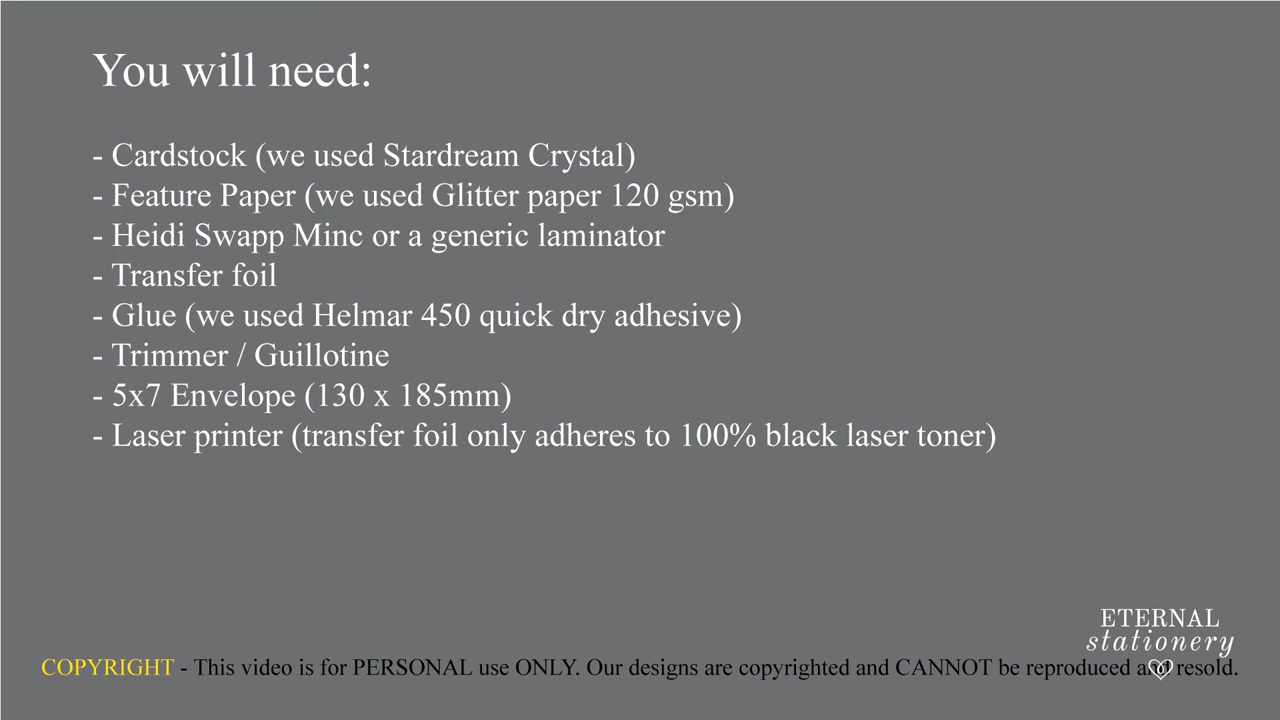 You will need:
- Cardstock (we used Stardream Crystal)
- Feature Paper (we used Glitter paper 120 gsm)
- Heidi Swapp Minc or a generic laminator
- Transfer foil
- Glue (we used Helmar 450 quick dry adhesive)
- Trimmer / Guillotine
- 5x7 Envelope (130 x 185mm)
- Laser printer (transfer foil only adheres to 100% black laser toner)
ETERNAL
stationery
COPYRIGHT - This video is for PERSONAL use ONLY. Our designs are copyrighted and CANNOT be reproduced and resold.